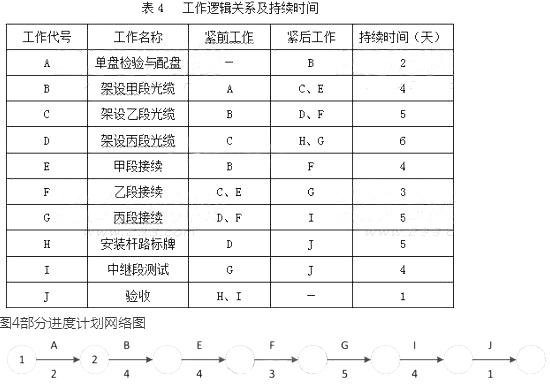 表 4 工作逻辑关系及持续时间
工作代号 工作名称 紧前工作 紧后工作 持续时间（天）
A 单盘检验与配盘 — B 2
B 架设甲段光缆 A C、E 4
C 架设乙段光缆 B D、F 5
D 架设丙段光缆 C H、G 6
E 甲段接续 B F 4
F 乙段接续 C、E G 3
G 丙段接续 D、F I 5
H 安装杆路标牌 D J 5
I 中继段测试 G J 4
J 验收 H、I — 1
图4部分进度计划网络图
A B E F G I J
1 2
2 4 4 3 5 4 1